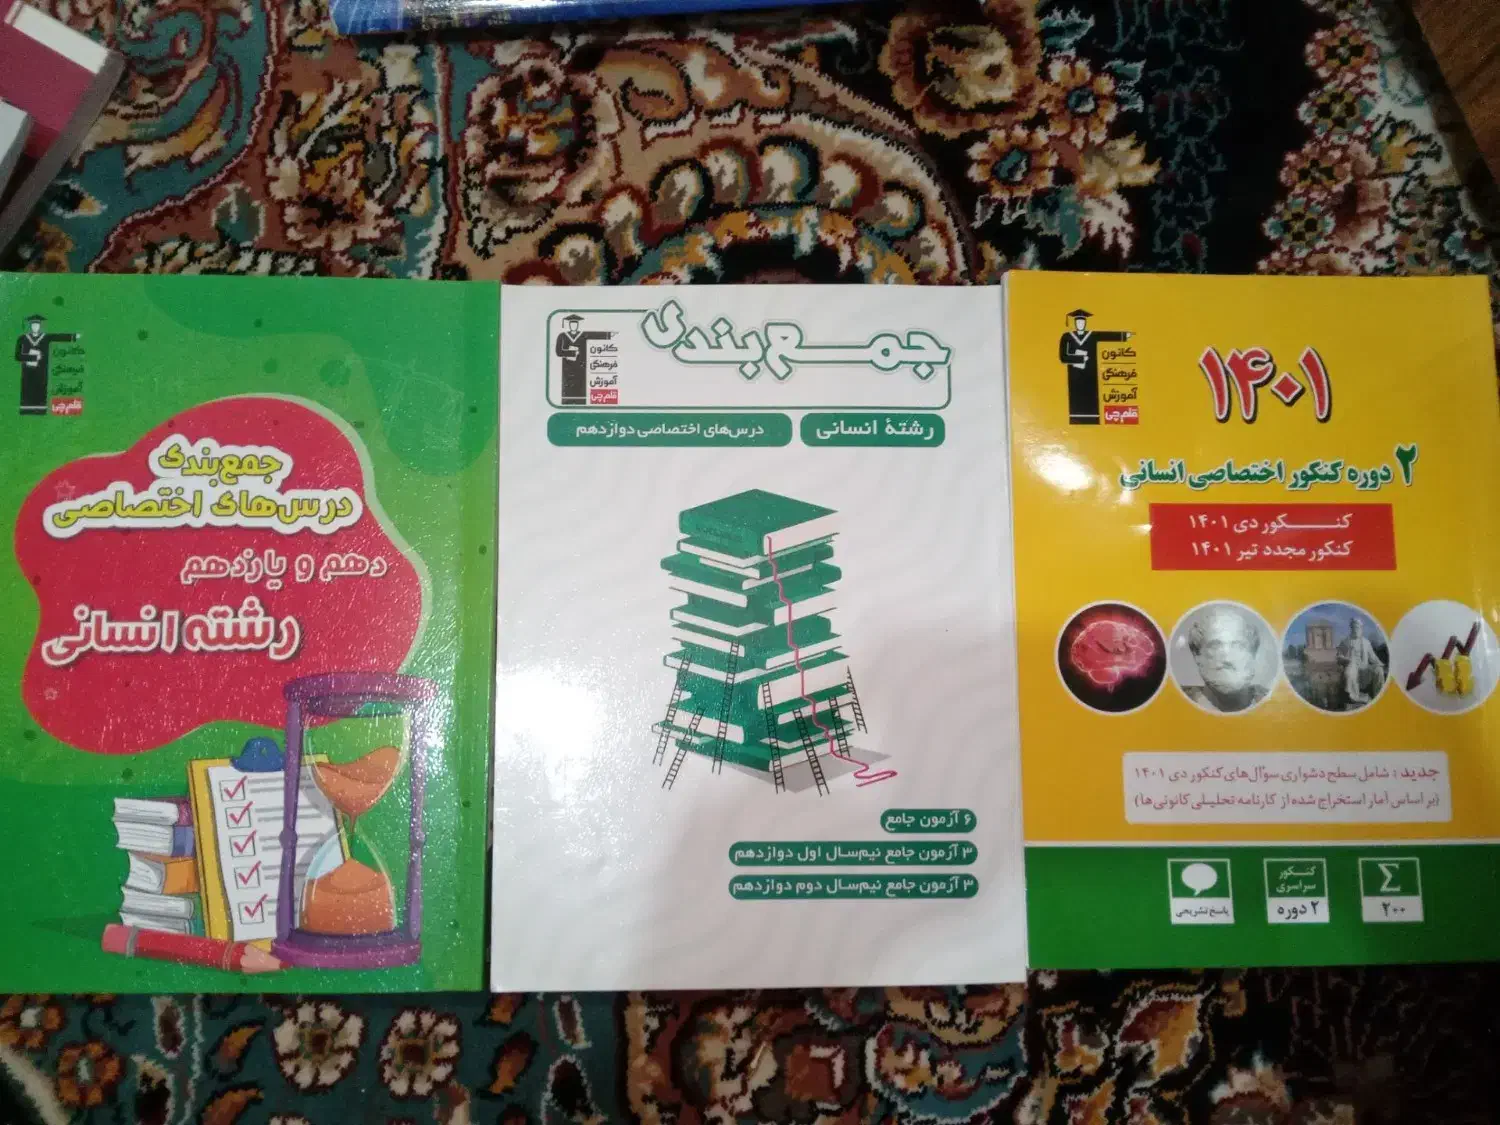 کانون
فرهنگی
آموزش
قلم‌چی
جمع‌بندی
درس‌های اختصاصی
دهم و یازدهم
رشته انسانی
جمع‌بندی
کانون
فرهنگی
آموزش
قلم‌چی
رشتهٔ انسانی
درس‌های اختصاصی دوازدهم
۶ آزمون جامع
۳ آزمون جامع نیم‌سال اول دوازدهم
۳ آزمون جامع نیم‌سال دوم دوازدهم
کانون
فرهنگی
آموزش
قلم‌چی
۱۴۰۱
۲ دوره کنکور اختصاصی انسانی
کنکور دی ۱۴۰۱
کنکور مجدد تیر ۱۴۰۱
جدید: شامل سطح دشواری سؤال‌های کنکور دی ۱۴۰۱
(بر اساس آمار استخراج شده از کارنامه تحلیلی کانونی‌ها)
Σ
۲۰۰
کنکور
سراسری
۲ دوره
پاسخ تشریحی